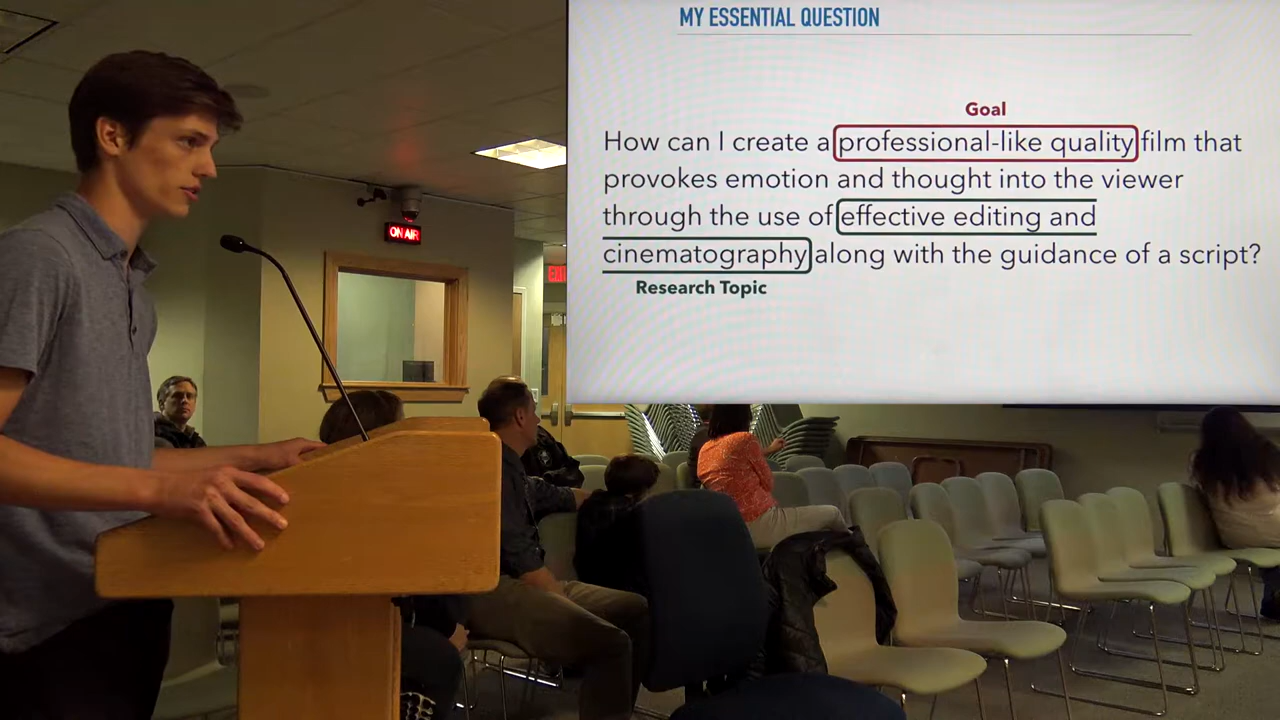 MY ESSENTIAL QUESTION
Goal
How can I create a professional-like quality film that
provokes emotion and thought into the viewer
through the use of effective editing and
cinematography along with the guidance of a script?
Research Topic
ON AIR